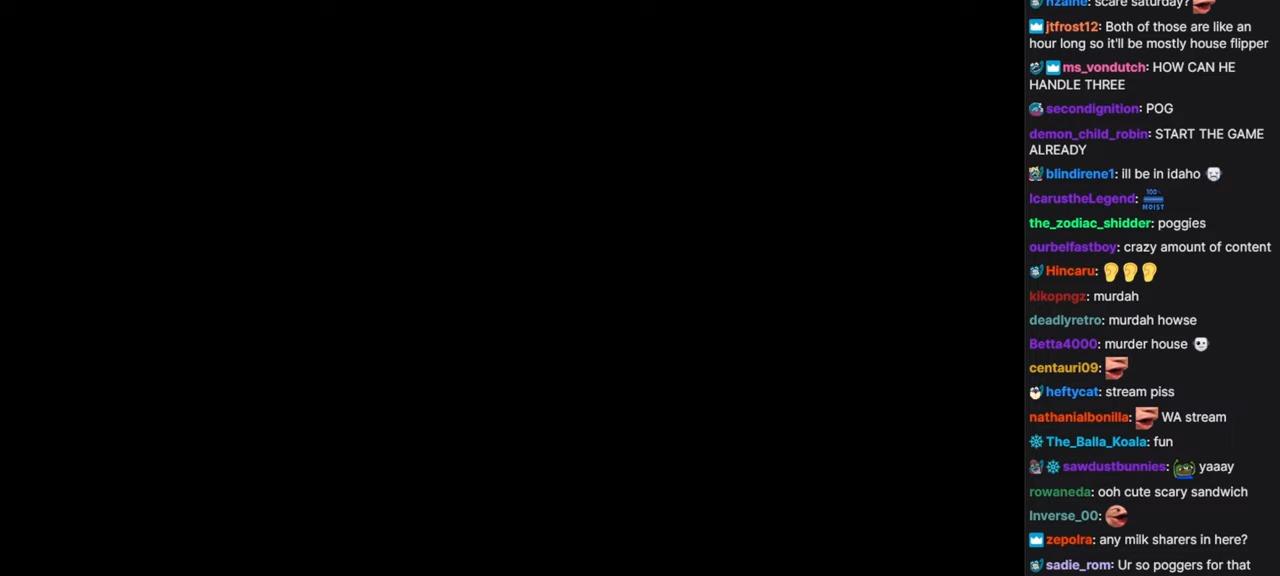 nzaine: scare saturday?
jtfrost12: Both of those are like an
hour long so it'll be mostly house flipper
ms_vondutch: HOW CAN HE
HANDLE THREE
secondignition: POG
demon_child_robin: START THE GAME
ALREADY
blindirene1: ill be in idaho
IcarustheLegend: 100% MOIST
the_zodiac_shidder: poggies
ourbelfastboy: crazy amount of content
Hincaru:
kikopngz: murdah
deadlyretro: murdah howse
Betta4000: murder house
centauri09:
heftycat: stream piss
nathanialbonilla: WA stream
The_Balla_Koala: fun
sawdustbunnies: yaaay
rowaneda: ooh cute scary sandwich
Inverse_00:
zepolra: any milk sharers in here?
sadie_rom: Ur so poggers for that